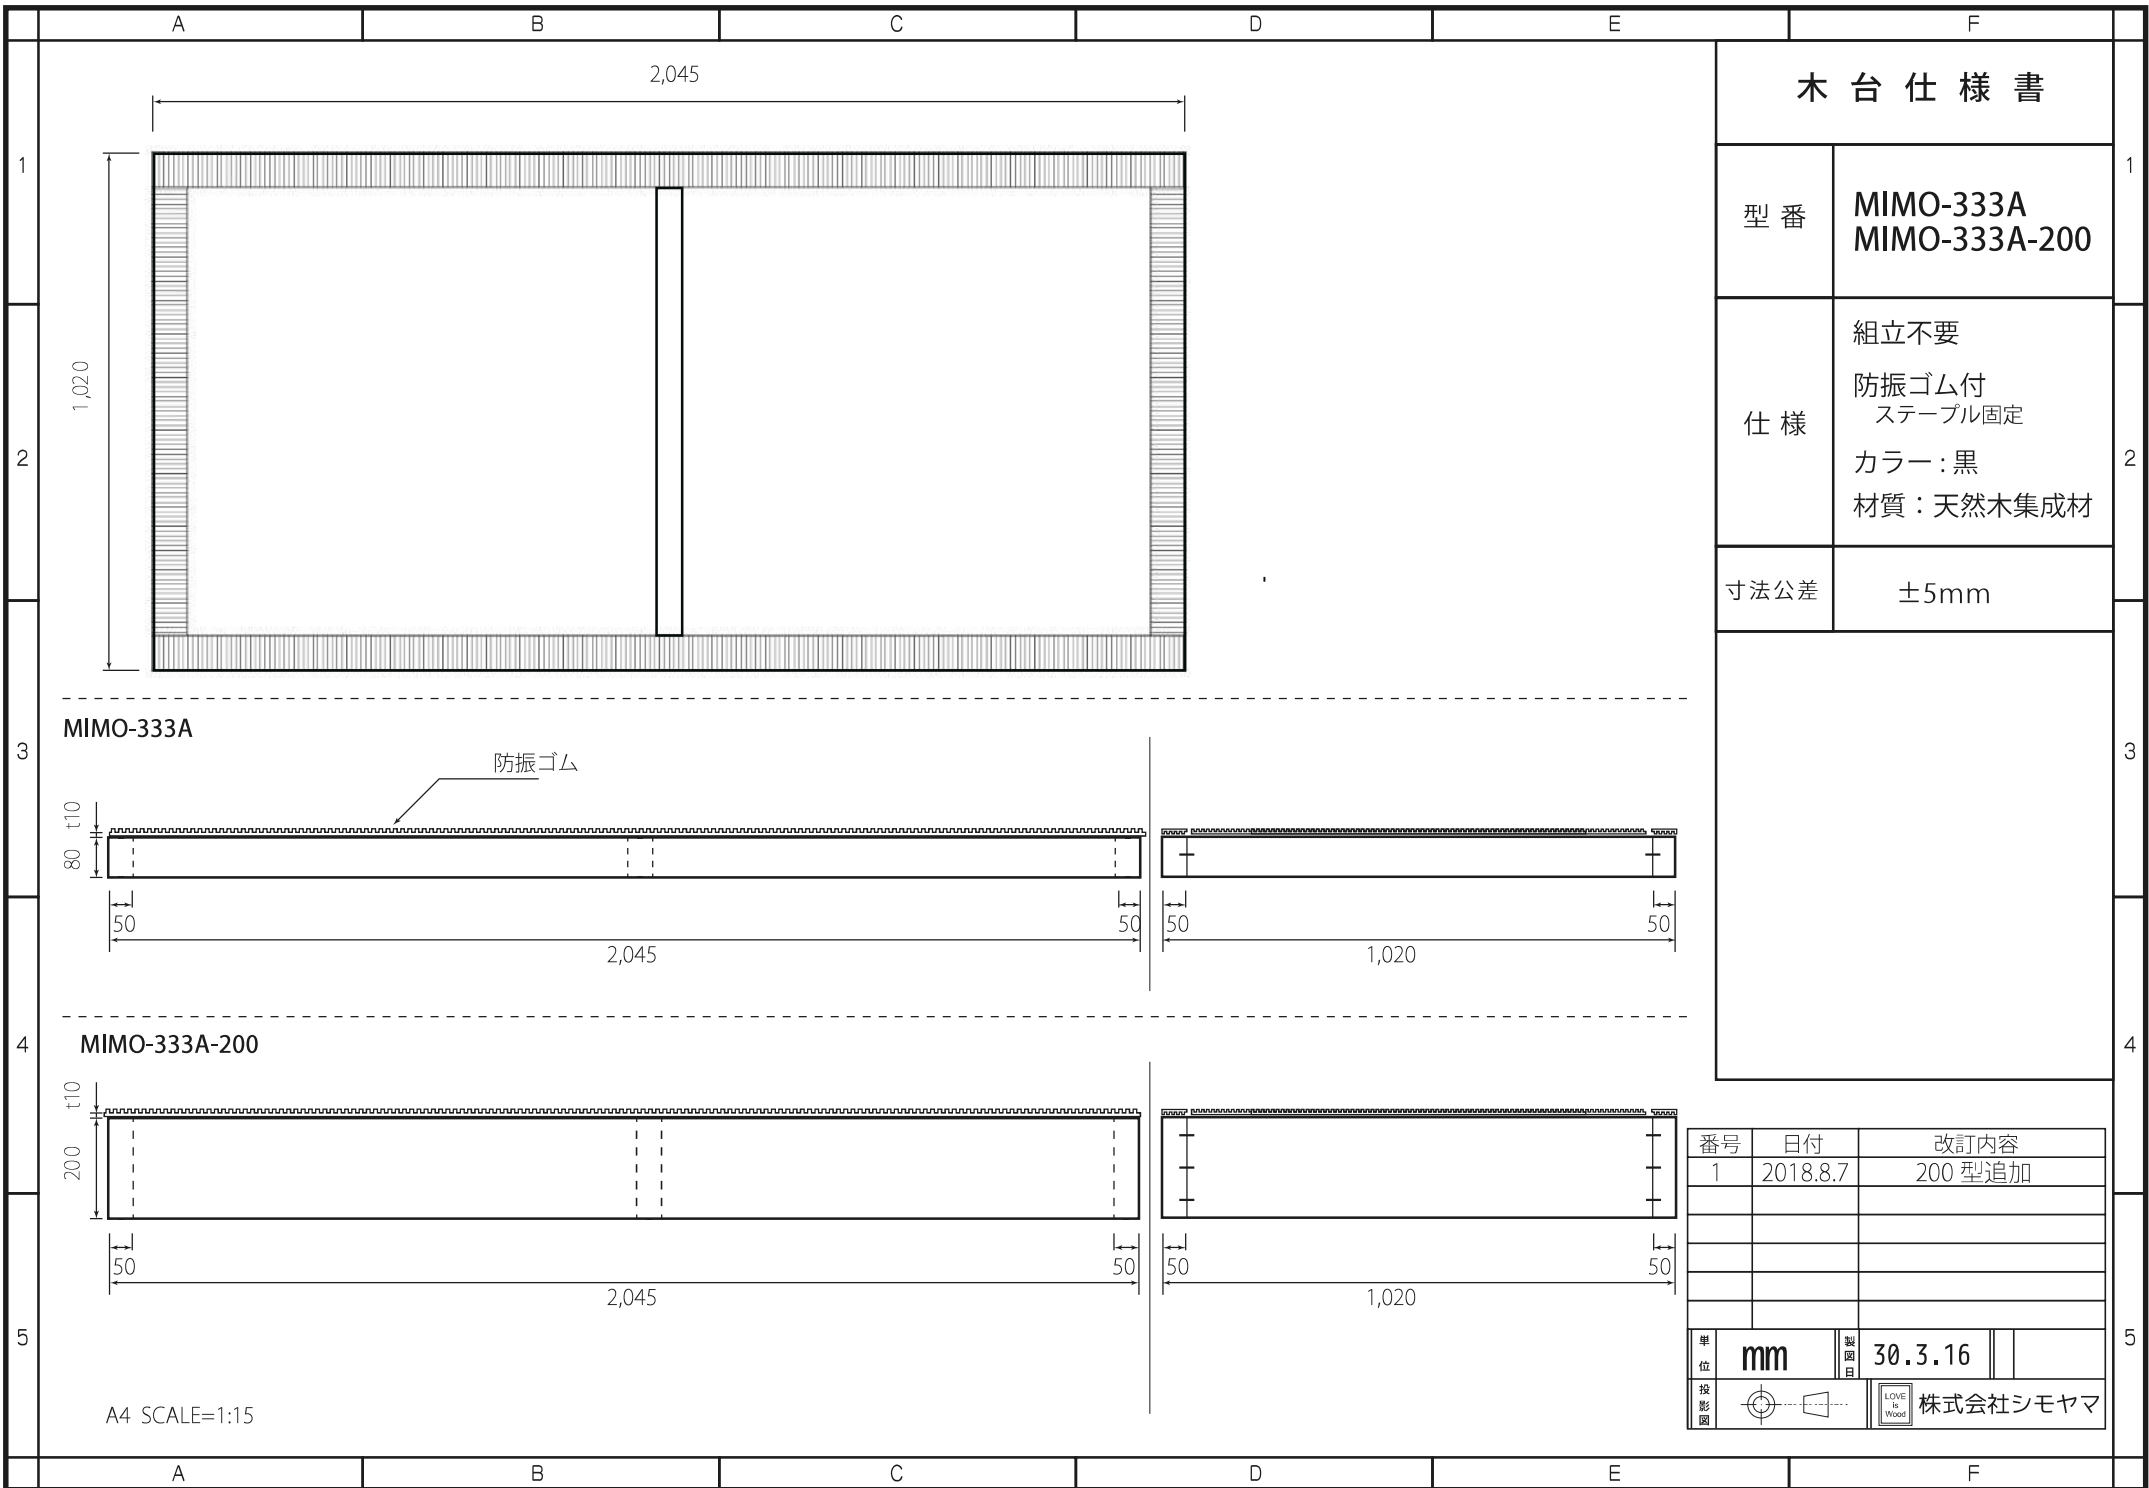 A B C D E F
木台仕様書
型番
MIMO-333A
MIMO-333A-200
仕様
組立不要
防振ゴム付
ステープル固定
カラー:黒
材質：天然木集成材
寸法公差
±5mm
2,045
1,020
1 1
2 2
3 3
4 4
5 5
MIMO-333A
防振ゴム
t10
80
50 50 50 50
2,045 1,020
MIMO-333A-200
t10
200
50 50 50 50
2,045 1,020
番号 日付 改訂内容
1 2018.8.7 200 型追加
単位 mm 製図日 30.3.16
投影図
LOVE
is
Wood
株式会社シモヤマ
A4 SCALE=1:15
A B C D E F